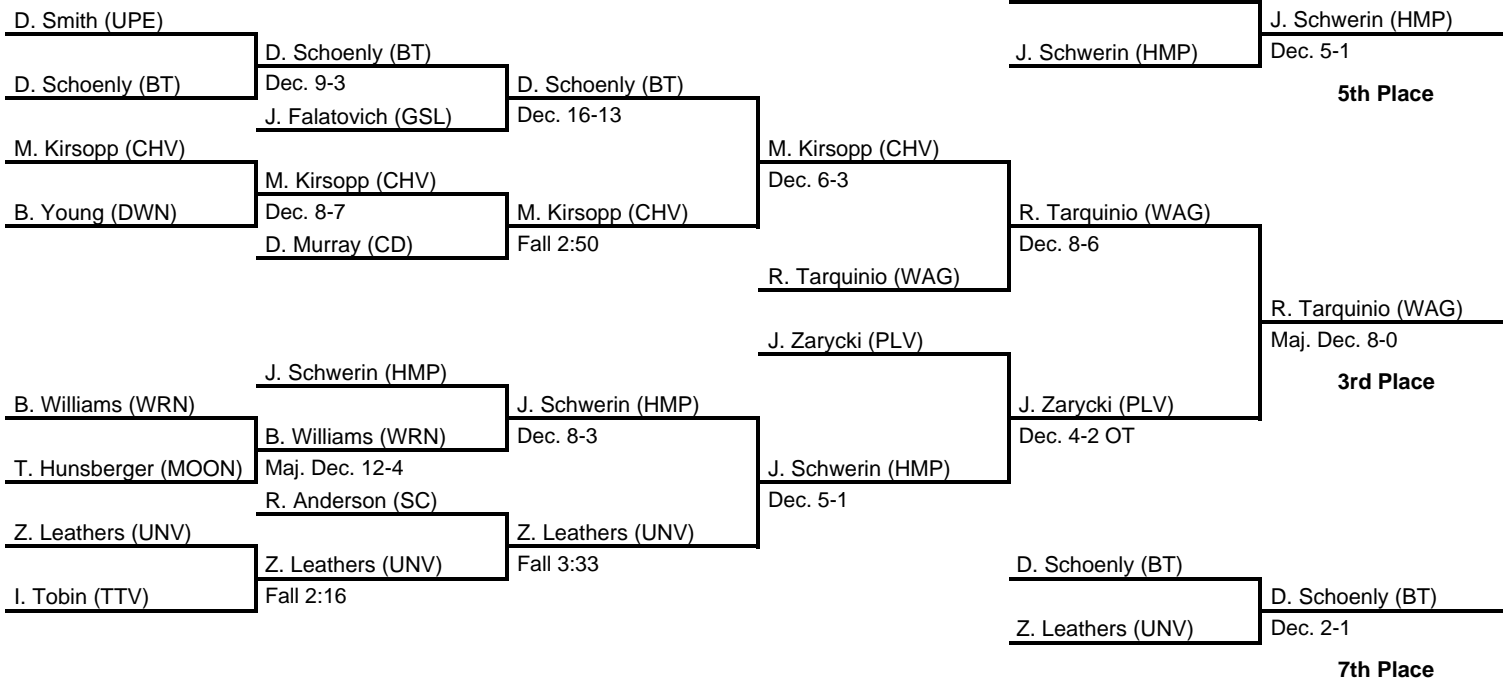 D. Smith (UPE)
D. Schoenly (BT)
D. Schoenly (BT)
Dec. 9-3
J. Falatovich (GSL)
D. Schoenly (BT)
Dec. 16-13
M. Kirsopp (CHV)
B. Young (DWN)
M. Kirsopp (CHV)
Dec. 8-7
D. Murray (CD)
M. Kirsopp (CHV)
Fall 2:50
M. Kirsopp (CHV)
Dec. 6-3
R. Tarquinio (WAG)
R. Tarquinio (WAG)
Dec. 8-6
J. Schwerin (HMP)
J. Schwerin (HMP)
Dec. 5-1
5th Place
J. Schwerin (HMP)
B. Williams (WRN)
T. Hunsberger (MOON)
B. Williams (WRN)
Maj. Dec. 12-4
J. Schwerin (HMP)
Dec. 8-3
R. Anderson (SC)
Z. Leathers (UNV)
I. Tobin (TTV)
Z. Leathers (UNV)
Fall 2:16
Z. Leathers (UNV)
Fall 3:33
J. Schwerin (HMP)
Dec. 5-1
J. Zarycki (PLV)
J. Zarycki (PLV)
Dec. 4-2 OT
R. Tarquinio (WAG)
Maj. Dec. 8-0
3rd Place
D. Schoenly (BT)
Z. Leathers (UNV)
D. Schoenly (BT)
Dec. 2-1
7th Place